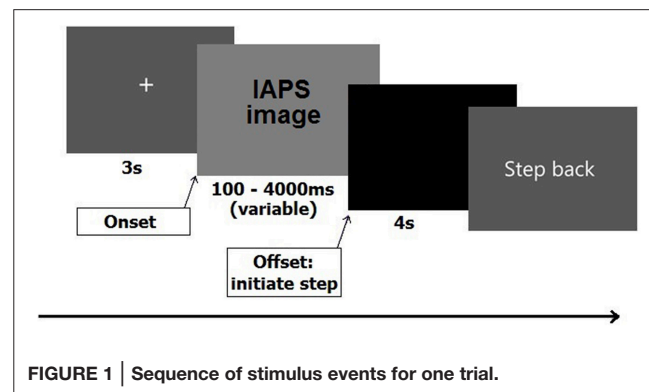 +
IAPS
image
3s
100 - 4000ms
(variable)
Onset
Offset:
initiate step
4s
Step back
FIGURE 1 | Sequence of stimulus events for one trial.